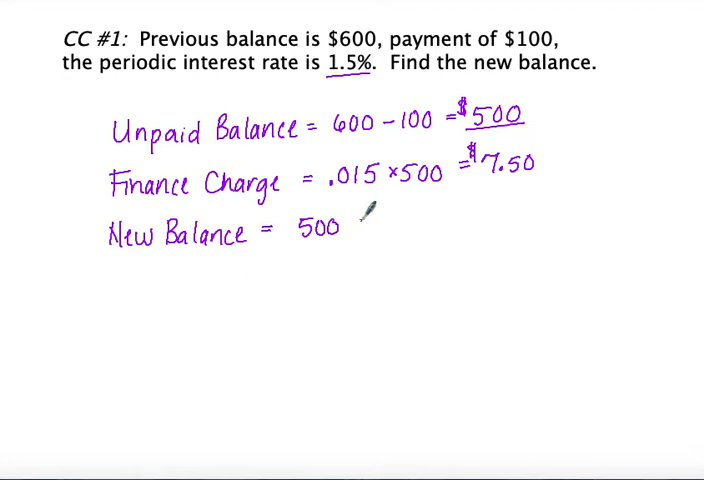 CC #1: Previous balance is $600, payment of $100,
the periodic interest rate is 1.5%. Find the new balance.
Unpaid Balance = 600 - 100 = $500
Finance Charge = .015 × 500 = $7.50
New Balance = 500